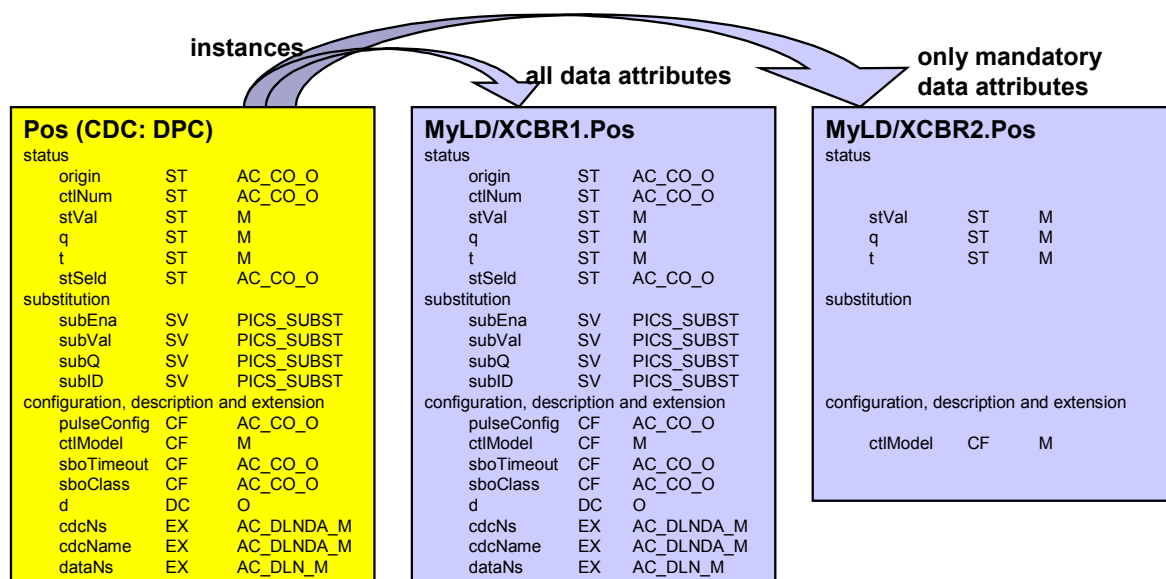 instances
all data attributes
only mandatory
data attributes
Pos (CDC: DPC)
status
origin ST AC_CO_O
ctlNum ST AC_CO_O
stVal ST M
q ST M
t ST M
stSeld ST AC_CO_O
substitution
subEna SV PICS_SUBST
subVal SV PICS_SUBST
subQ SV PICS_SUBST
subID SV PICS_SUBST
configuration, description and extension
pulseConfig CF AC_CO_O
ctlModel CF M
sboTimeout CF AC_CO_O
sboClass CF AC_CO_O
d DC O
cdcNs EX AC_DLNDA_M
cdcName EX AC_DLNDA_M
dataNs EX AC_DLN_M
MyLD/XCBR1.Pos
status
origin ST AC_CO_O
ctlNum ST AC_CO_O
stVal ST M
q ST M
t ST M
stSeld ST AC_CO_O
substitution
subEna SV PICS_SUBST
subVal SV PICS_SUBST
subQ SV PICS_SUBST
subID SV PICS_SUBST
configuration, description and extension
pulseConfig CF AC_CO_O
ctlModel CF M
sboTimeout CF AC_CO_O
sboClass CF AC_CO_O
d DC O
cdcNs EX AC_DLNDA_M
cdcName EX AC_DLNDA_M
dataNs EX AC_DLN_M
MyLD/XCBR2.Pos
status
stVal ST M
q ST M
t ST M
substitution
configuration, description and extension
ctlModel CF M